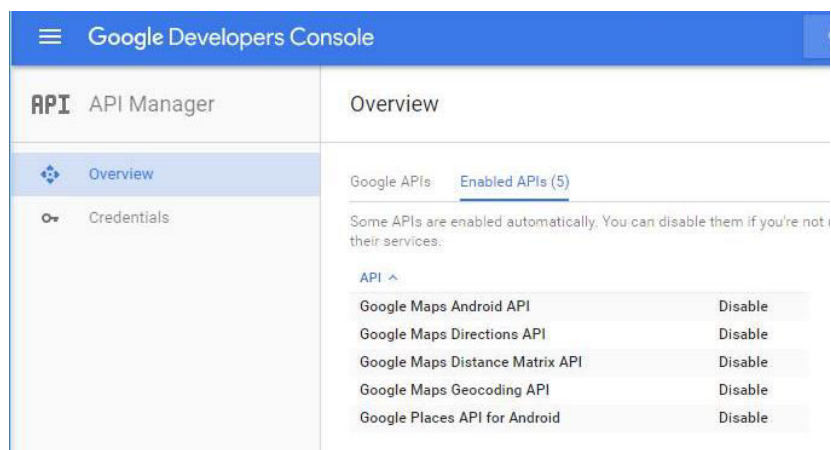 Google Developers Console
API API Manager
Overview
Overview
Credentials
Google APIs Enabled APIs (5)
Some APIs are enabled automatically. You can disable them if you're not
their services.
API
Google Maps Android API Disable
Google Maps Directions API Disable
Google Maps Distance Matrix API Disable
Google Maps Geocoding API Disable
Google Places API for Android Disable